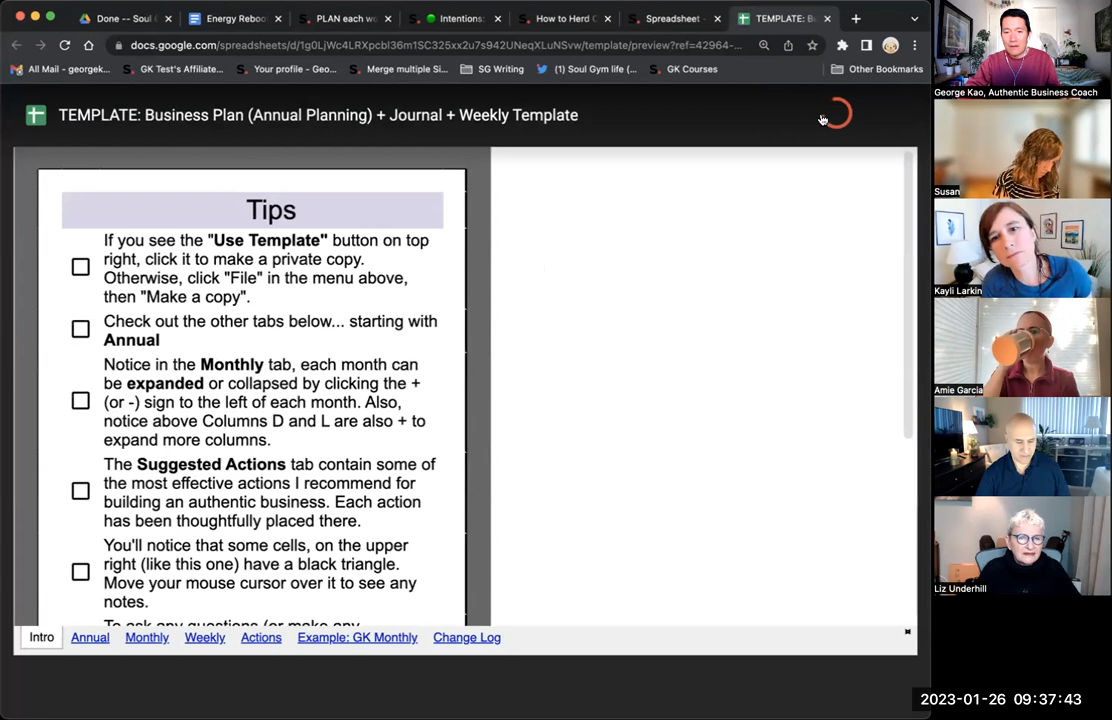 Done -- Soul (
Energy Reboo
PLAN each wo
Intentions:
How to Herd C
Spreadsheet -
TEMPLATE: B
docs.google.com/spreadsheets/d/1g0LjWc4LRXpcbl36m1SC325xx2u7s942UNeqXLuNSvw/template/preview?ref=42964-...
All Mail - georgek...
GK Test's Affiliate...
Your profile - Geo...
Merge multiple Si...
SG Writing
(1) Soul Gym life (...
GK Courses
Other Bookmarks
TEMPLATE: Business Plan (Annual Planning) + Journal + Weekly Template
Tips
If you see the "Use Template" button on top
right, click it to make a private copy.
Otherwise, click "File" in the menu above,
then "Make a copy".
Check out the other tabs below... starting with
Annual
Notice in the Monthly tab, each month can
be expanded or collapsed by clicking the +
(or -) sign to the left of each month. Also,
notice above Columns D and L are also + to
expand more columns.
The Suggested Actions tab contain some of
the most effective actions I recommend for
building an authentic business. Each action
has been thoughtfully placed there.
You'll notice that some cells, on the upper
right (like this one) have a black triangle.
Move your mouse cursor over it to see any
notes.
To ask any questions (or make any
Intro
Annual
Monthly
Weekly
Actions
Example: GK Monthly
Change Log
George Kao, Authentic Business Coach
Susan
Kayli Larkin
Amie Garcia
Liz Underhill
2023-01-26 09:37:43